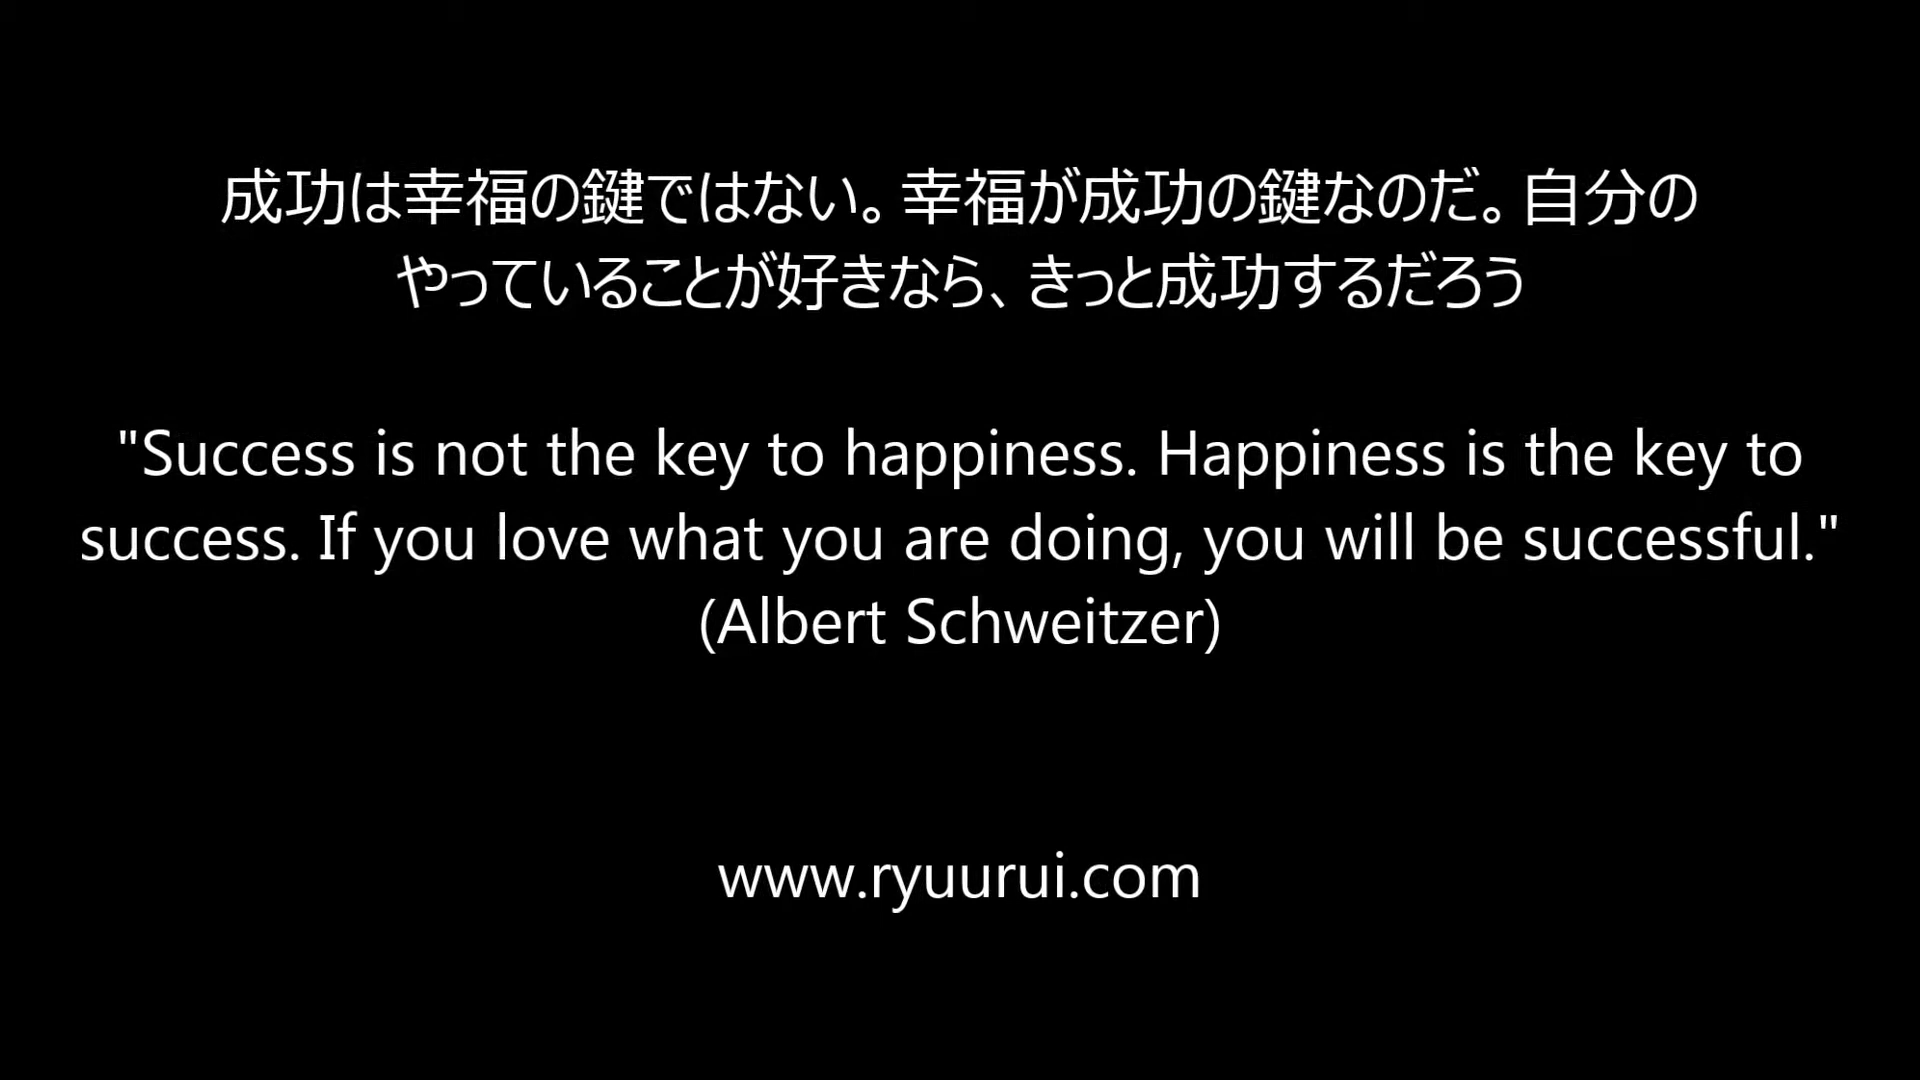 成功は幸福の鍵ではない。幸福が成功の鍵なのだ。自分の
やっていることが好きなら、きっと成功するだろう
"Success is not the key to happiness. Happiness is the key to
success. If you love what you are doing, you will be successful."
(Albert Schweitzer)
www.ryuurui.com